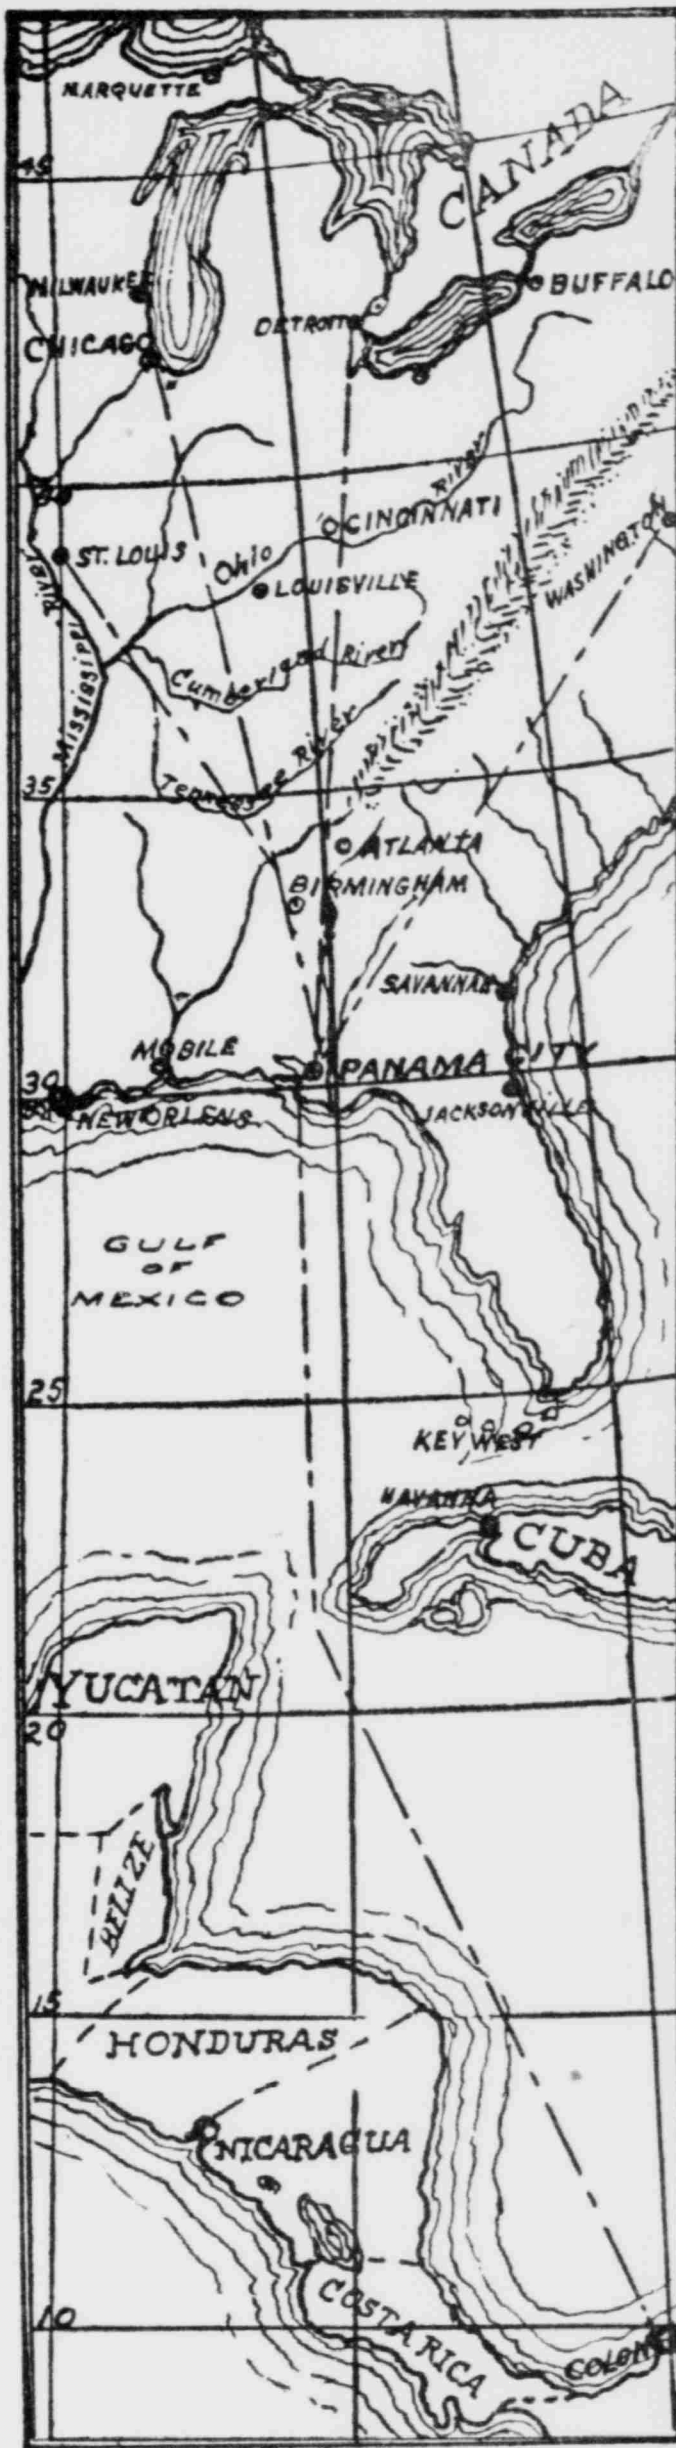 MARQUETTE
CANADA
45
MILWAUKEE
BUFFALO
DETROIT
CHICAGO
River
CINCINNATI
ST. LOUIS
Ohio
WASHINGTON
LOUISVILLE
River
Cumberland River
Mississippi
Tennessee River
35
ATLANTA
BIRMINGHAM
SAVANNAH
MOBILE
PANAMA CITY
30
NEW ORLENS.
JACKSONVILLE
GULF
OF
MEXICO
25
KEY WEST
HAVANNA
CUBA
YUCATAN
20
BELIZE
15
HONDURAS
NICARAGUA
COSTA RICA
10
COLON